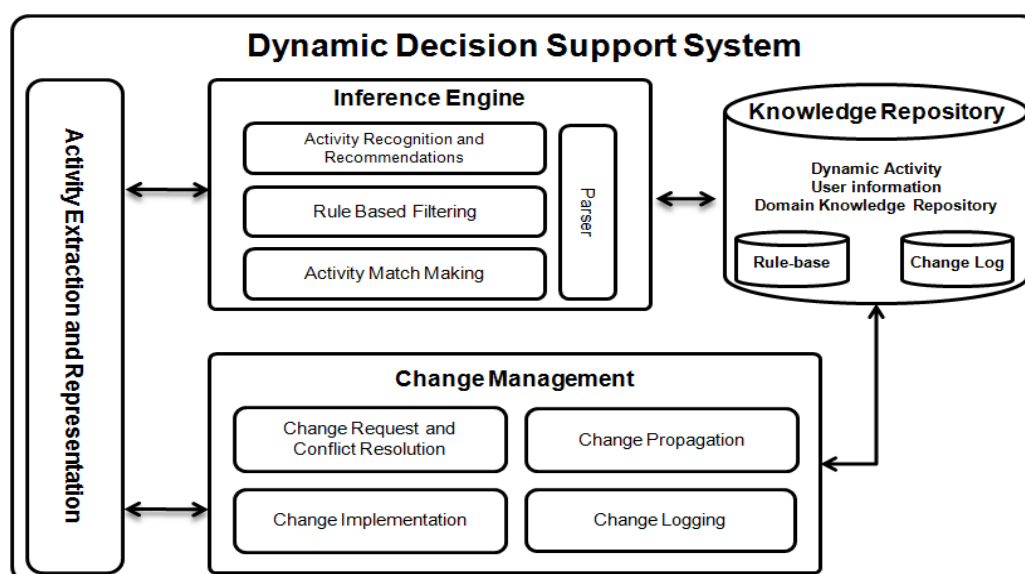 Dynamic Decision Support System
Activity Extraction and Representation
Inference Engine
Activity Recognition and
Recommendations
Rule Based Filtering
Activity Match Making
Parser
Knowledge Repository
Dynamic Activity
User information
Domain Knowledge Repository
Rule-base
Change Log
Change Management
Change Request and
Conflict Resolution
Change Propagation
Change Implementation
Change Logging